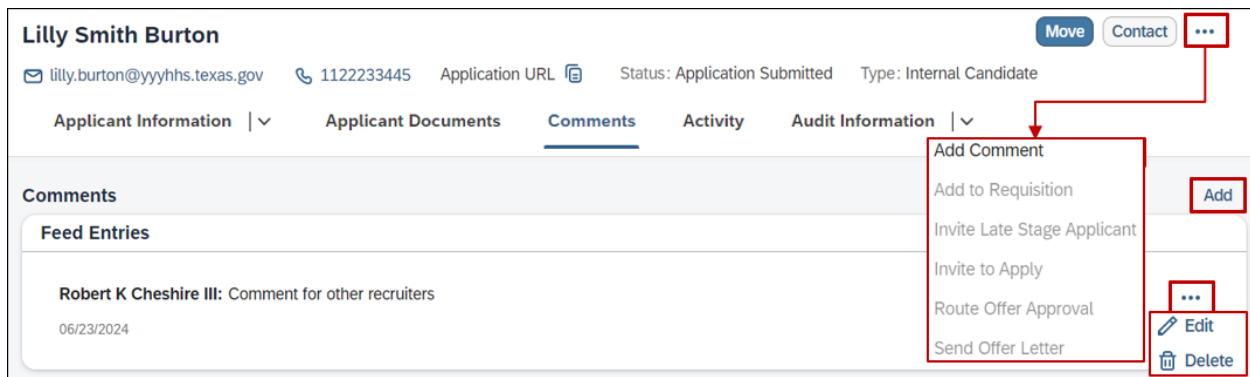 Lilly Smith Burton
Move
Contact
lilly.burton@yyyhhs.texas.gov
1122233445
Application URL
Status: Application Submitted
Type: Internal Candidate
Applicant Information
Applicant Documents
Comments
Activity
Audit Information
Add Comment
Add to Requisition
Invite Late Stage Applicant
Invite to Apply
Route Offer Approval
Send Offer Letter
Comments
Add
Feed Entries
Robert K Cheshire III: Comment for other recruiters
06/23/2024
Edit
Delete